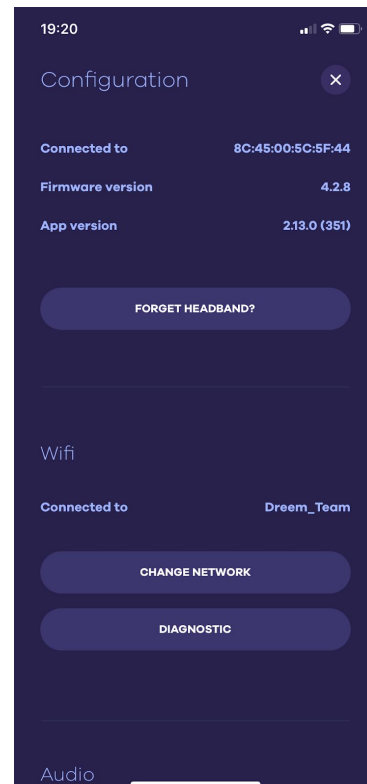 19:20
Configuration
Connected to 8C:45:00:5C:5F:44
Firmware version 4.2.8
App version 2.13.0 (351)
FORGET HEADBAND?
Wifi
Connected to Dreem_Team
CHANGE NETWORK
DIAGNOSTIC
Audio